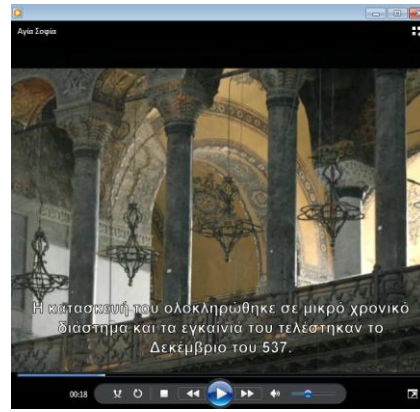 Αγία Σοφία
Η κατασκευή του ολοκληρώθηκε σε μικρό χρονικό
διάστημα και τα εγκαίνιά του τελέστηκαν το
Δεκέμβριο του 537.
00:18